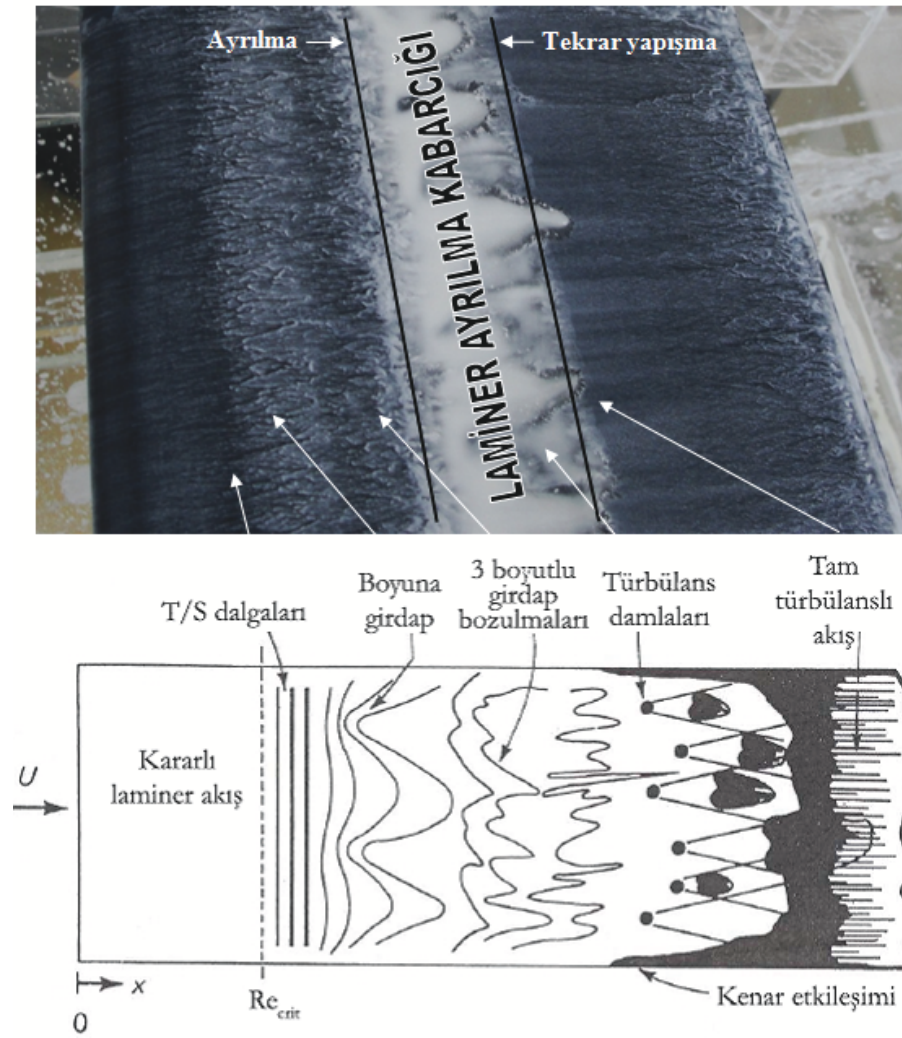 Ayrılma
Tekrar yapışma
LAMİNER AYRILMA KABARCIĞI
T/S dalgaları
Boyuna
girdap
3 boyutlu
girdap
bozulmaları
Türbülans
damlaları
Tam
türbülanslı
akış
Kararlı
laminer akış
U
x
0
Re_crit
Kenar etkileşimi